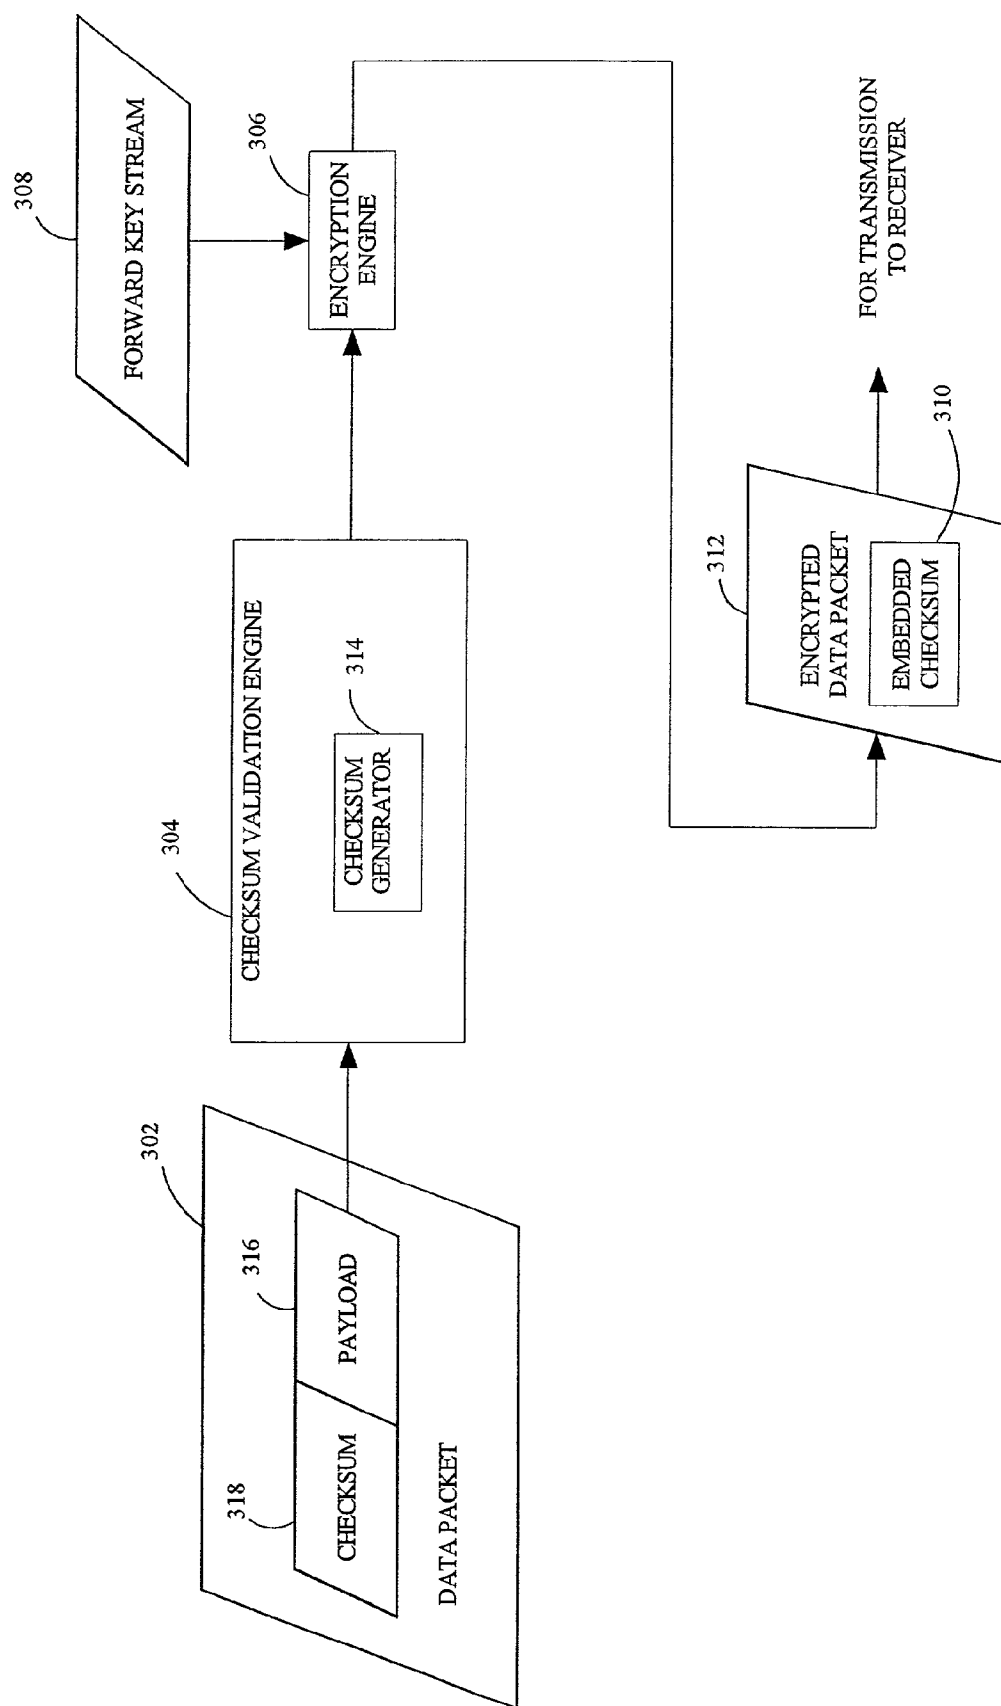 308
FORWARD KEY STREAM
306
ENCRYPTION
ENGINE
304
CHECKSUM VALIDATION ENGINE
314
CHECKSUM
GENERATOR
302
318
316
CHECKSUM
PAYLOAD
DATA PACKET
312
ENCRYPTED
DATA PACKET
310
EMBEDDED
CHECKSUM
FOR TRANSMISSION
TO RECEIVER